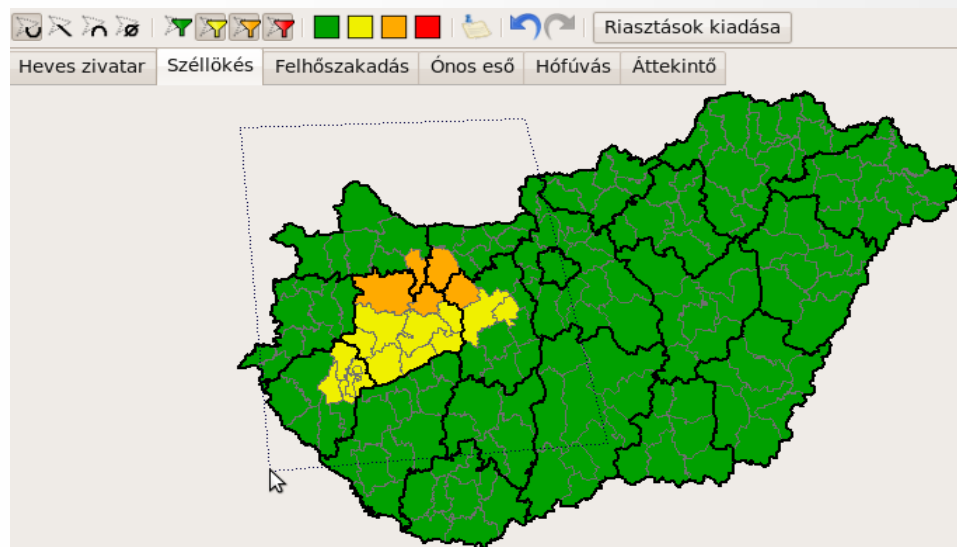 Riasztások kiadása
Heves zivatar Széllökés Felhőszakadás Ónos eső Hófúvás Áttekintő